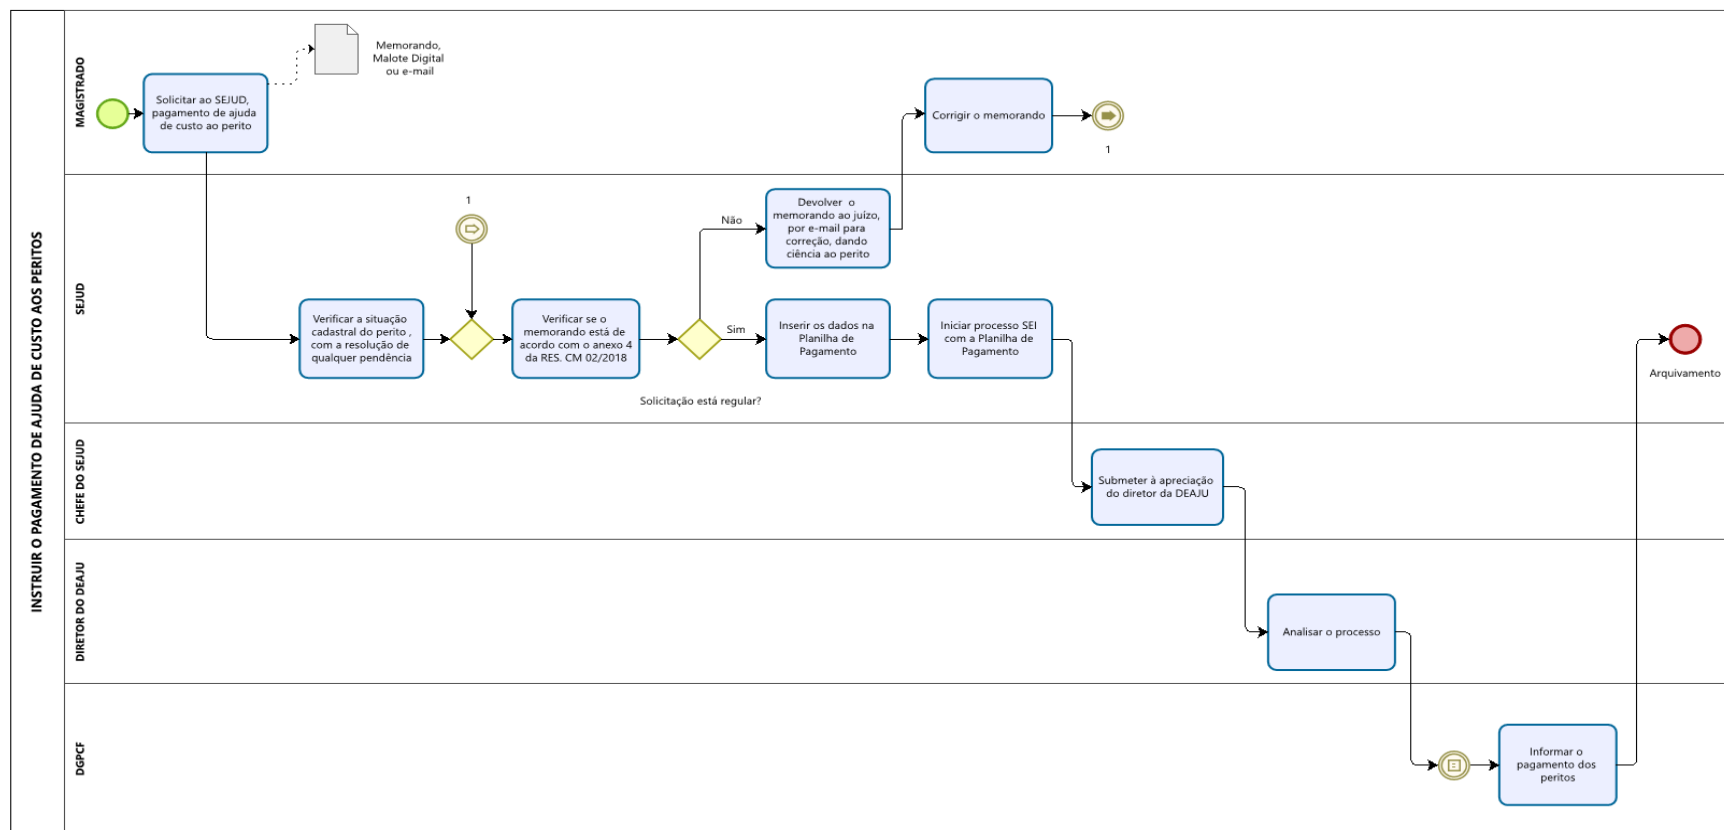 INSTRUIR O PAGAMENTO DE AJUDA DE CUSTO AOS PERITOS
MAGISTRADO
Solicitar ao SEJUD,
pagamento de ajuda
de custo ao perito
Memorando,
Malote Digital
ou e-mail
Corrigir o memorando
1
SEJUD
1
Verificar a situação
cadastral do perito ,
com a resolução de
qualquer pendência
Verificar se o
memorando está de
acordo com o anexo 4
da RES. CM 02/2018
Solicitação está regular?
Não
Devolver o
memorando ao juízo,
por e-mail para
correção, dando
ciência ao perito
Sim
Inserir os dados na
Planilha de
Pagamento
Iniciar processo SEI
com a Planilha de
Pagamento
Arquivamento
CHEFE DO SEJUD
Submeter à apreciação
do diretor da DEAJU
DIRETOR DO DEAJU
Analisar o processo
DGPCF
Informar o
pagamento dos
peritos